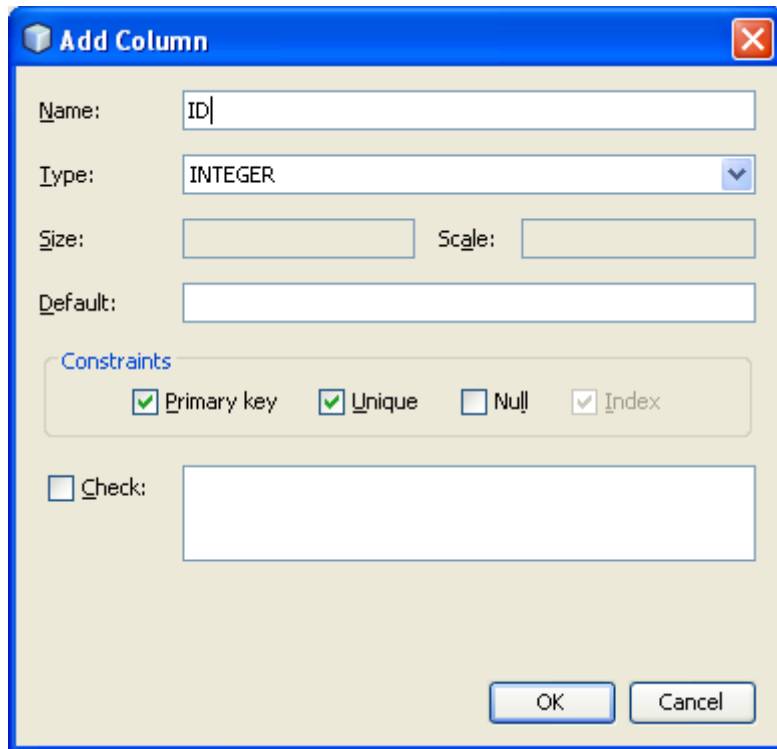 Add Column
Name: ID
Type: INTEGER
Size: Scale:
Default:
Constraints
Primary key Unique Null Index
Check:
OK Cancel